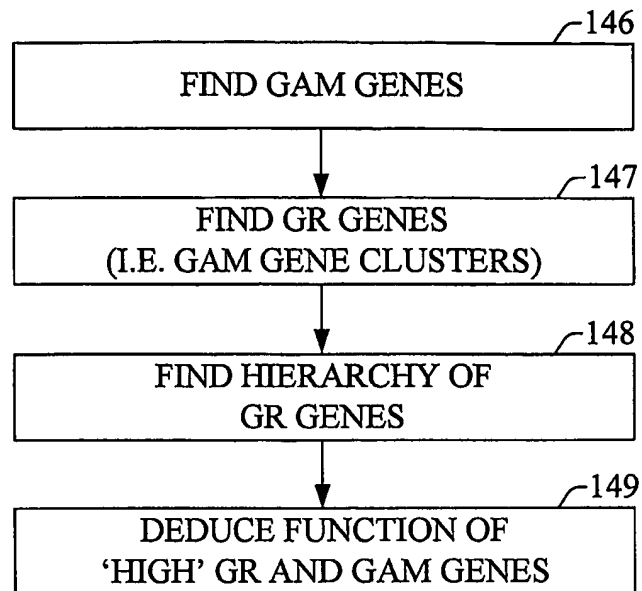 146
FIND GAM GENES
147
FIND GR GENES
(I.E. GAM GENE CLUSTERS)
148
FIND HIERARCHY OF
GR GENES
149
DEDUCE FUNCTION OF
'HIGH' GR AND GAM GENES